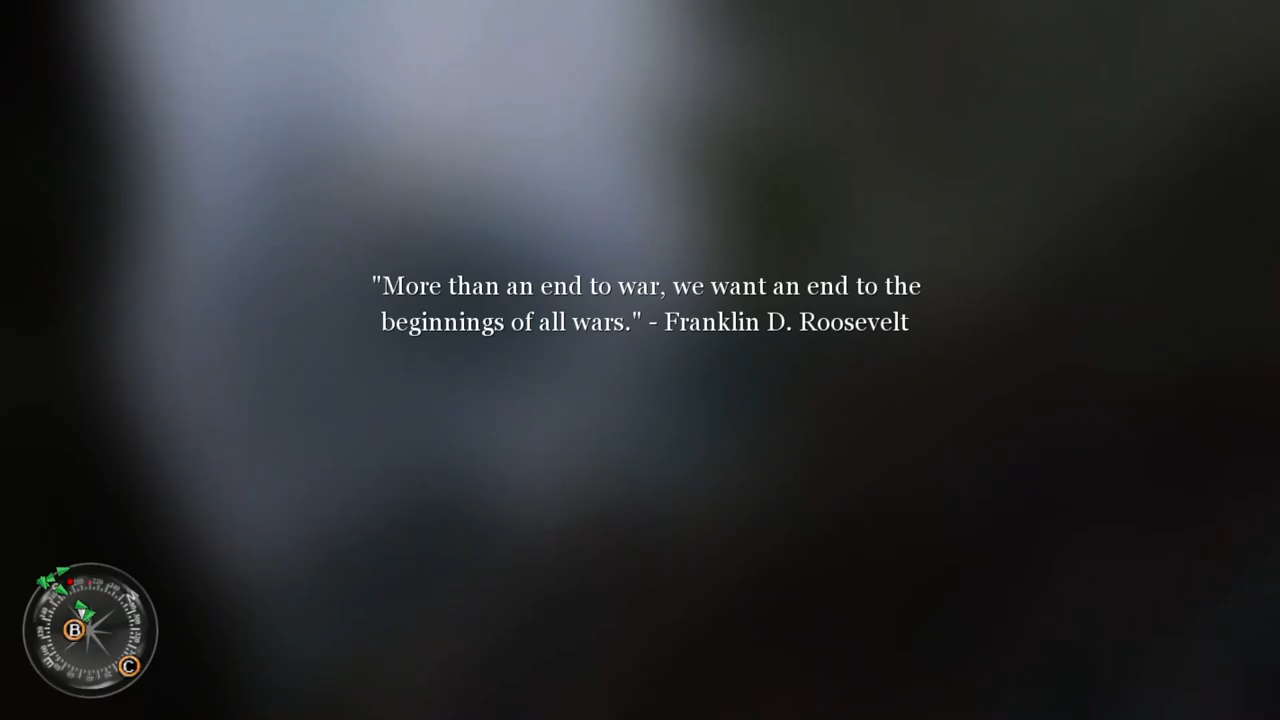 "More than an end to war, we want an end to the
beginnings of all wars." - Franklin D. Roosevelt
B
C